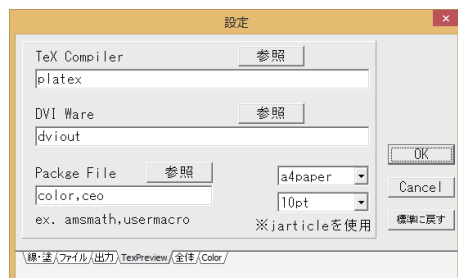 設定
TeX Compiler 参照
platex
DVI Ware 参照
dviout
Packge File 参照
color,ceo
ex. amsmath,usermacro
a4paper
10pt
※jarticleを使用
OK
Cancel
標準に戻す
線・塗 ファイル 出力 TexPreview 全体 Color